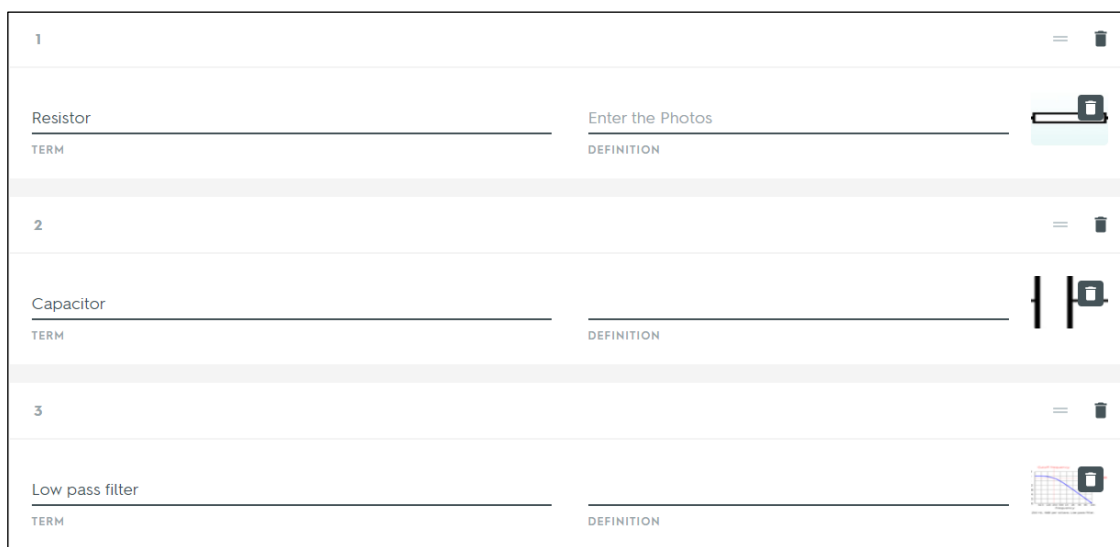 1
Resistor
Enter the Photos
TERM
DEFINITION
2
Capacitor
TERM
DEFINITION
3
Low pass filter
TERM
DEFINITION